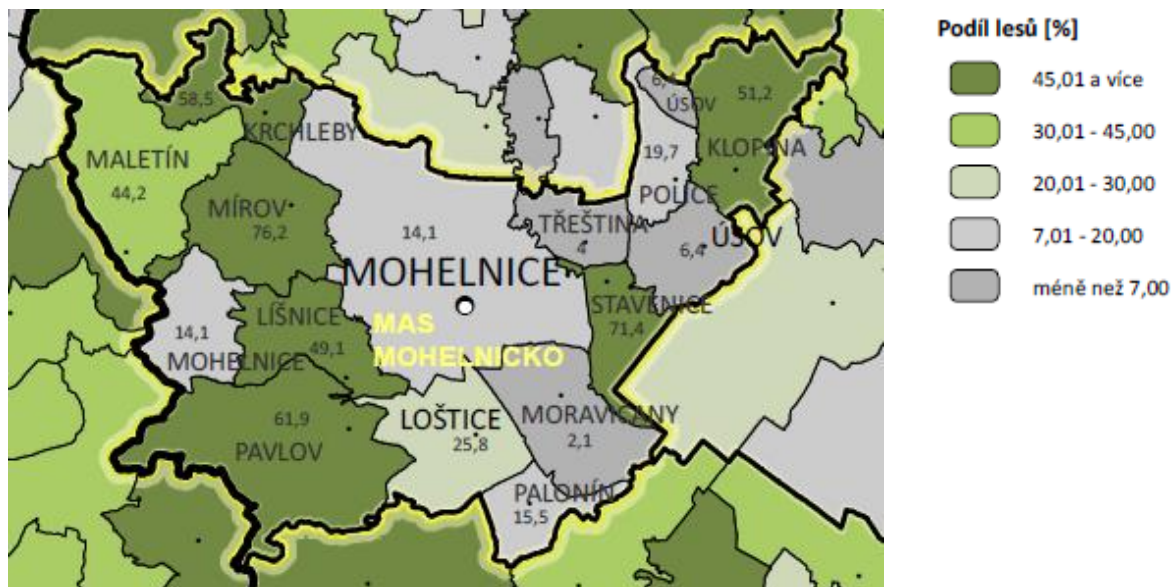 Podíl lesů [%]
45,01 a více
30,01 - 45,00
20,01 - 30,00
7,01 - 20,00
méně než 7,00
58,5
KRCHLEBY
MALETÍN
44,2
MÍROV
76,2
14,1
MOHELNICE
MAS
MOHELNICKO
14,1
MOHELNICE
LÍŠNICE
49,1
61,9
PAVLOV
LOŠTICE
25,8
MORAVIČANY
2,1
PALONÍN
15,5
TŘEŠTINA
4
STAVENICE
71,4
ÚSOV
19,7
POLICE
51,2
KLOPINA
6,4
ÚSOV